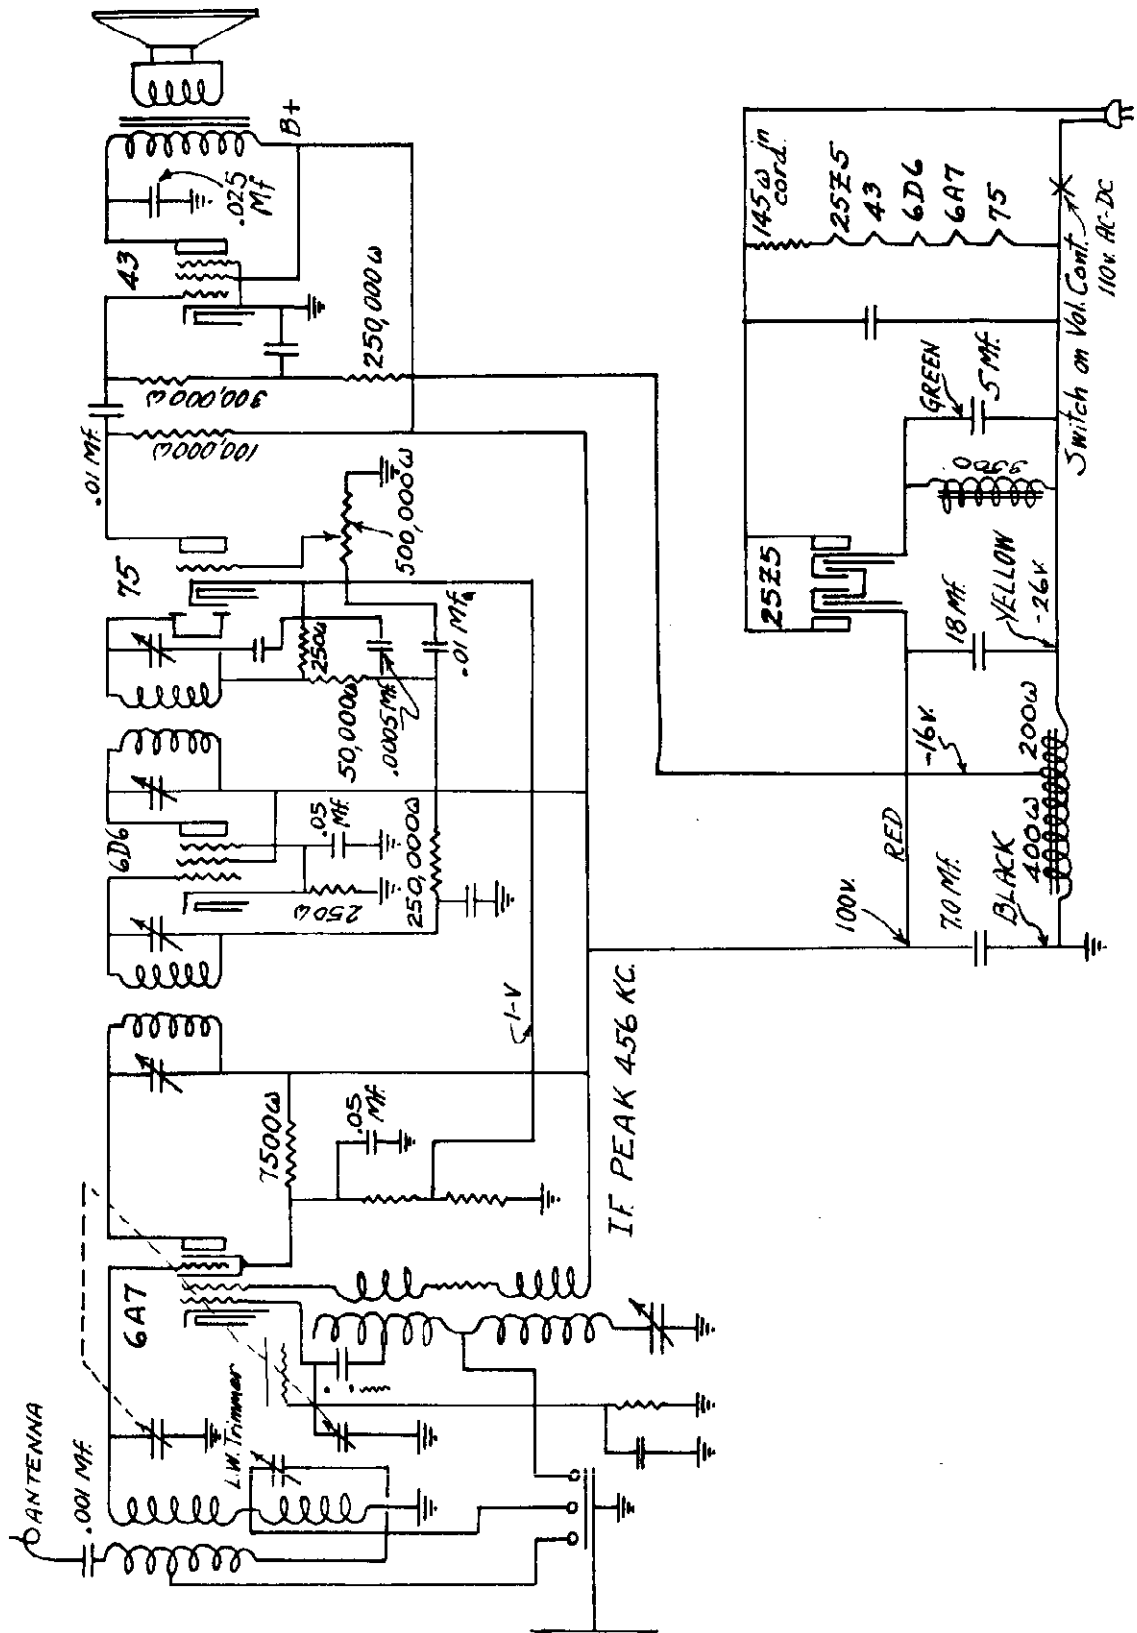 ANTENNA
.001 Mf.
L.W. Trimmer
6A7
7500ω
.05
Mf.
1-V
I.F. PEAK 456 KC.
6D6
250ω
.05
Mf.
250,000ω
75
250ω
50,000ω
.0005 Mf.
.01 Mf.
500,000ω
.01 Mf.
100,000ω
300,000ω
250,000ω
43
.025
Mf
B+
100v.
RED
-16v.
7.0 Mf.
BLACK
400ω
200ω
18 Mf.
YELLOW
-26v.
25Z5
3500
GREEN
5 Mf.
Switch on Vol. Cont.
110v. AC-DC
145ω in
cord
25Z5
43
6D6
6A7
75